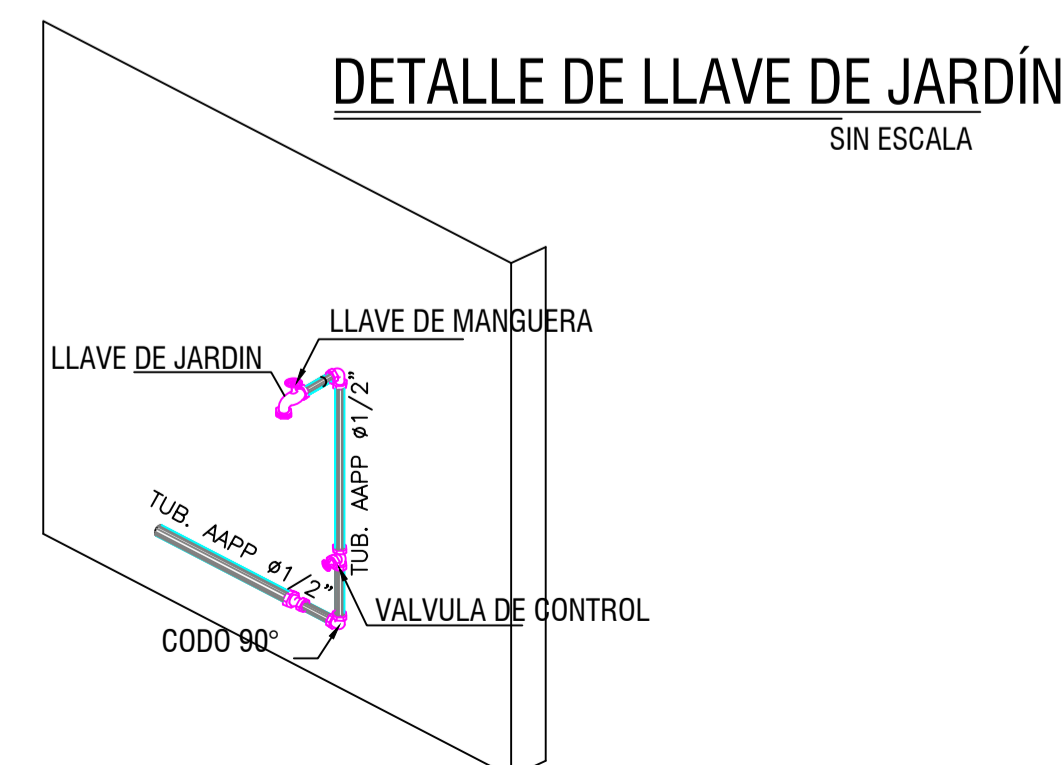 DETALLE DE LLAVE DE JARDÍN
SIN ESCALA
LLAVE DE MANGUERA
LLAVE DE JARDIN
TUB. AAPP ø1/2"
TUB. AAPP ø1/2"
VALVULA DE CONTROL
CODO 90°